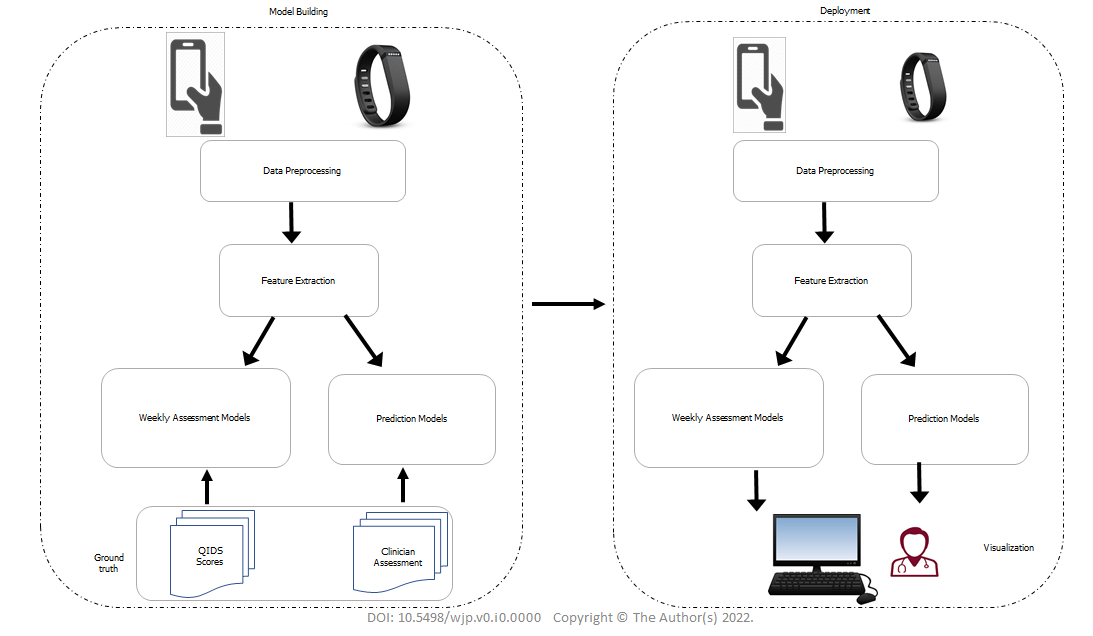 Model Building
Data Preprocessing
Feature Extraction
Weekly Assessment Models
Prediction Models
Ground
truth
QIDS
Scores
Clinician
Assessment
Deployment
Data Preprocessing
Feature Extraction
Weekly Assessment Models
Prediction Models
Visualization
DOI: 10.5498/wjp.v0.i0.0000 Copyright © The Author(s) 2022.